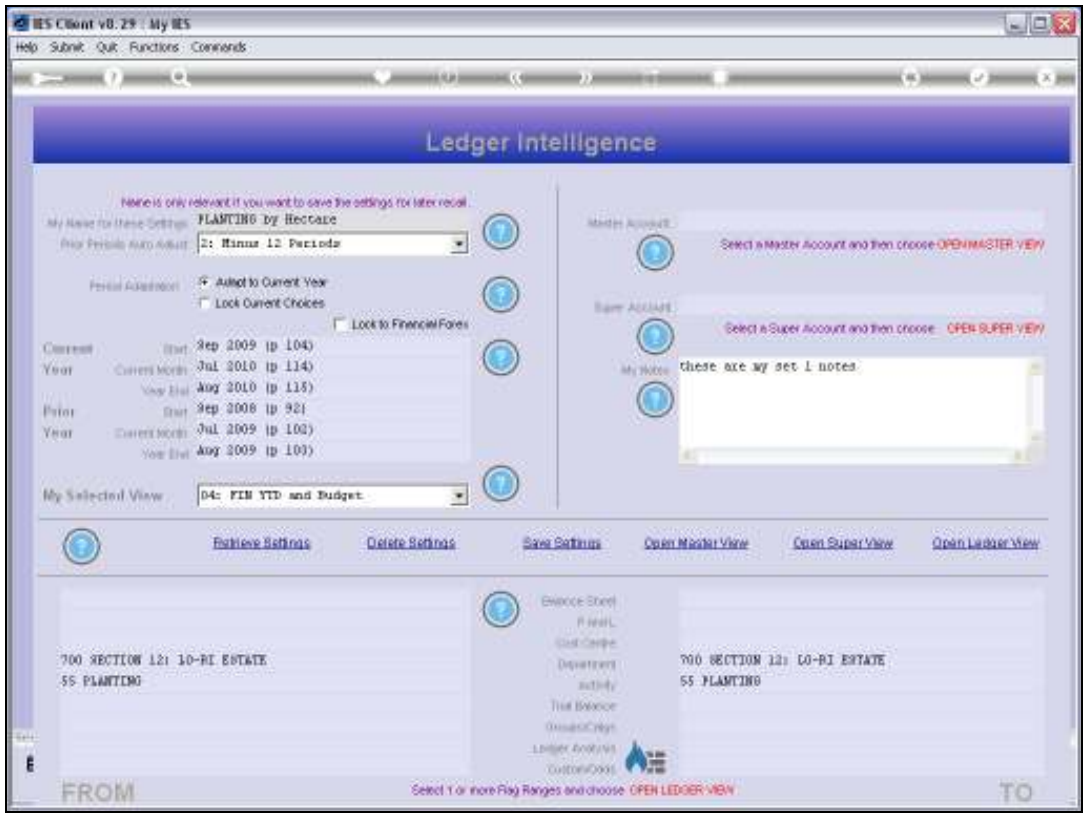 IES Client v8.29 : My IES
Help Submit Quit Functions Commands
Ledger Intelligence
Name is only relevant if you want to save the settings for later recall.
My Name for these Settings PLANTING by Hectare
Prior Periods Auto Adjust 2: Minus 12 Periods
Period Adaptation Adapt to Current Year
Lock Current Choices
Lock to Financial Forex
Current Start Sep 2009 (p 104)
Year Current Month Jul 2010 (p 114)
Year End Aug 2010 (p 115)
Prior Start Sep 2008 (p 92)
Year Current Month Jul 2009 (p 102)
Year End Aug 2009 (p 103)
My Selected View 04: FIN YTD and Budget
Master Account
Select a Master Account and then choose OPEN MASTER VIEW
Super Account
Select a Super Account and then choose OPEN SUPER VIEW
My Notes these are my set 1 notes
Retrieve Settings Delete Settings Save Settings Open Master View Open Super View Open Ledger View
Balance Sheet
P and L
Cost Centre
700 SECTION 12: LO-RI ESTATE Department 700 SECTION 12: LO-RI ESTATE
55 PLANTING Activity 55 PLANTING
Trial Balance
Ledger Analysis
FROM Select 1 or more Flag Ranges and choose OPEN LEDGER VIEW TO